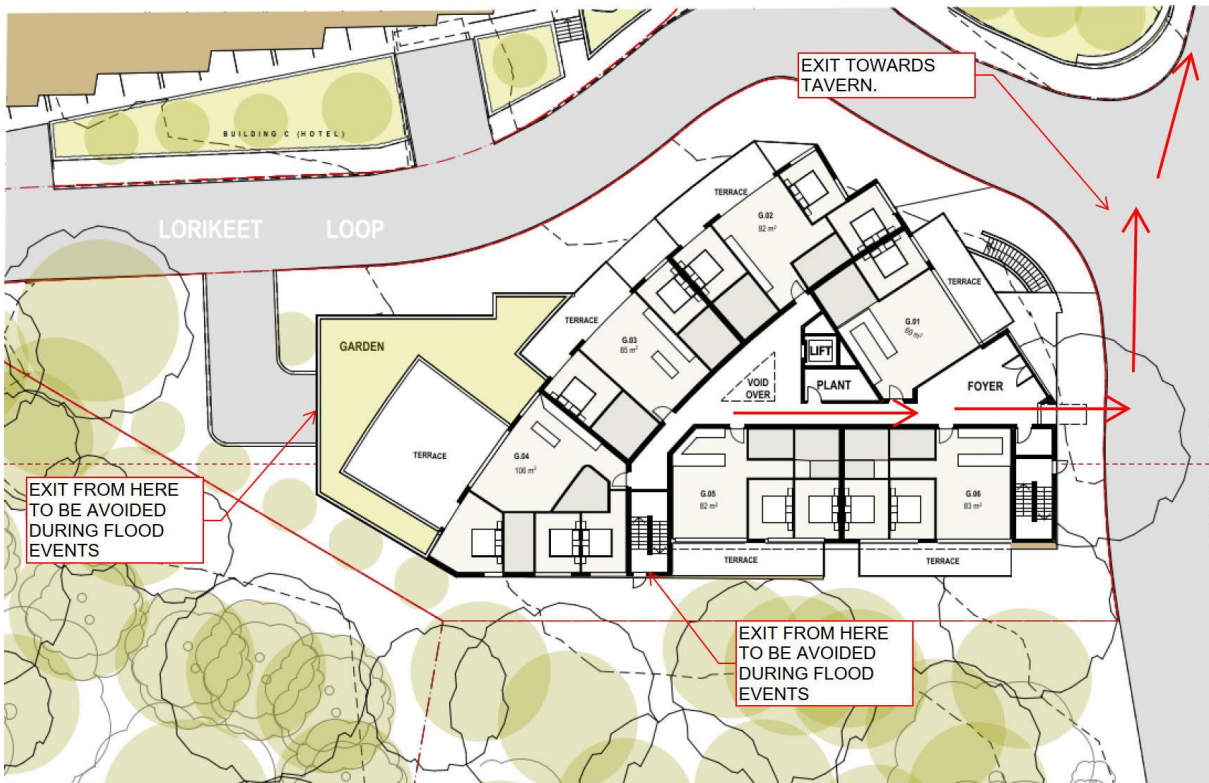 EXIT TOWARDS
TAVERN.
BUILDING C (HOTEL)
LORIKEET LOOP
TERRACE
G.02
92 m²
TERRACE
G.01
TERRACE
G.03
85 m²
LIFT
PLANT
VOID
OVER
FOYER
GARDEN
TERRACE
G.04
106 m²
G.05
82 m²
G.06
83 m²
TERRACE
TERRACE
EXIT FROM HERE
TO BE AVOIDED
DURING FLOOD
EVENTS
EXIT FROM HERE
TO BE AVOIDED
DURING FLOOD
EVENTS